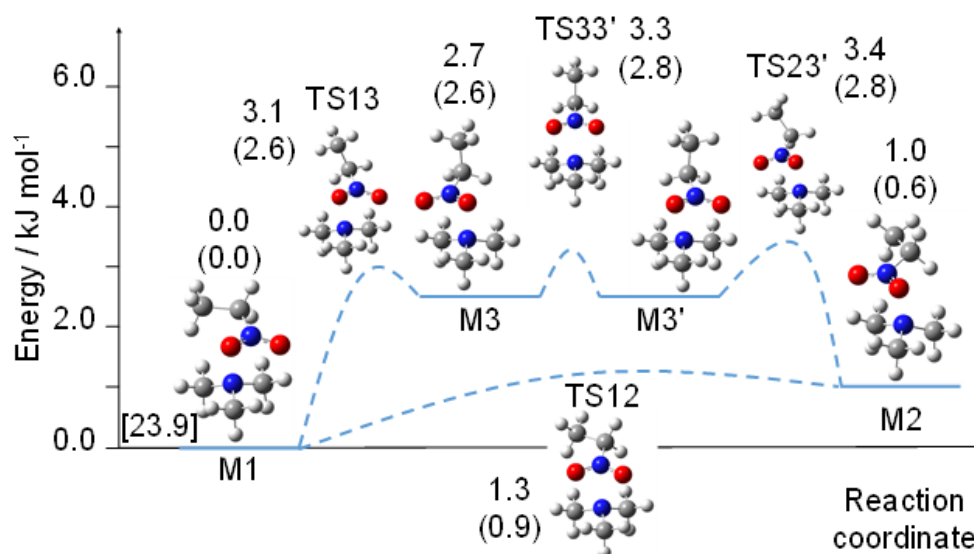 TS33'
3.3
(2.8)
TS23'
3.4
(2.8)
2.7
(2.6)
TS13
3.1
(2.6)
1.0
(0.6)
0.0
(0.0)
Energy / kJ mol⁻¹
6.0
4.0
2.0
0.0
[23.9]
M1
M3
M3'
M2
TS12
1.3
(0.9)
Reaction
coordinate